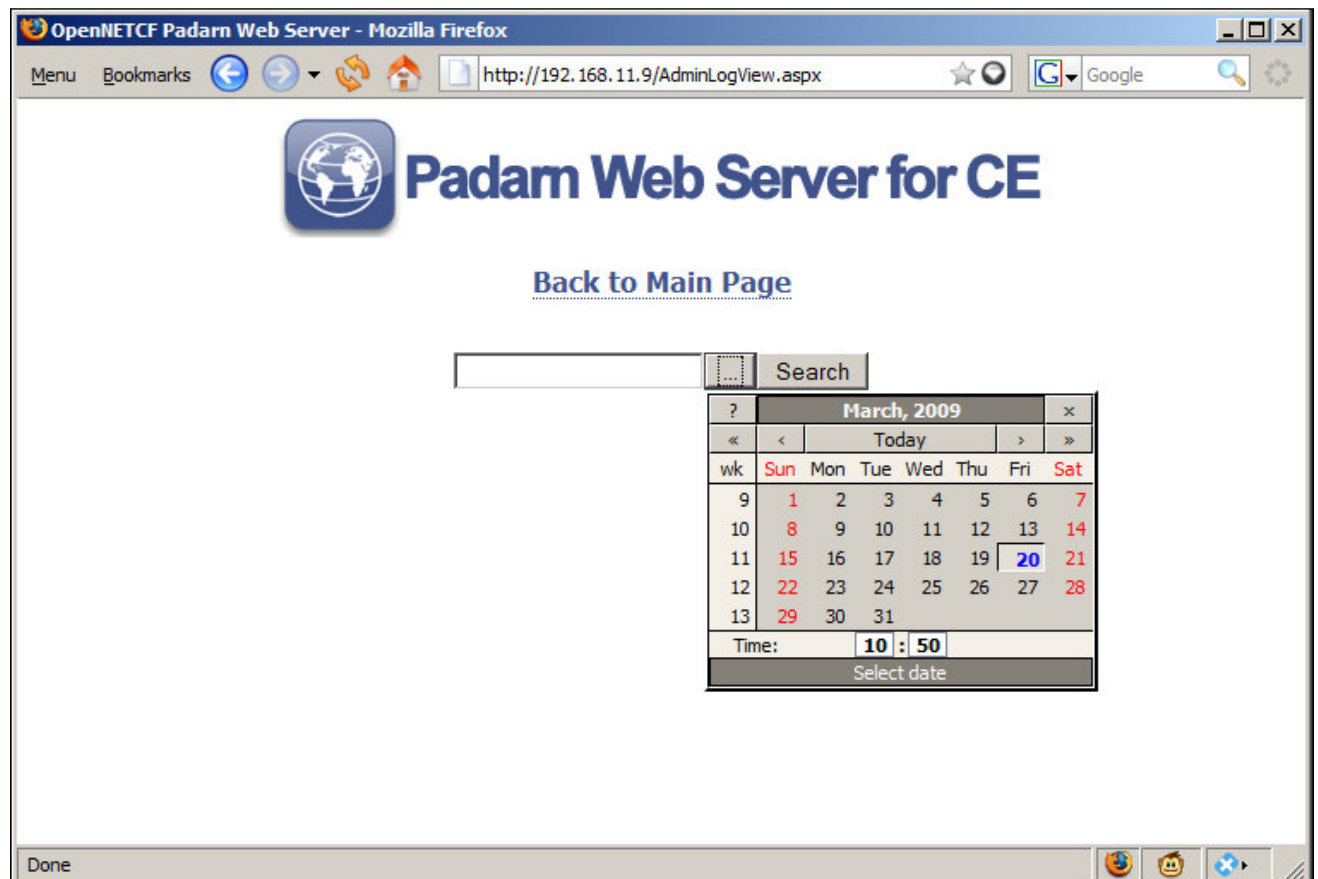 OpenNETCF Padarn Web Server - Mozilla Firefox
Menu Bookmarks http://192.168.11.9/AdminLogView.aspx G Google
Padarn Web Server for CE
Back to Main Page
... Search
? March, 2009 ×
« ‹ Today › »
wk Sun Mon Tue Wed Thu Fri Sat
9 1 2 3 4 5 6 7
10 8 9 10 11 12 13 14
11 15 16 17 18 19 20 21
12 22 23 24 25 26 27 28
13 29 30 31
Time: 10 : 50
Select date
Done